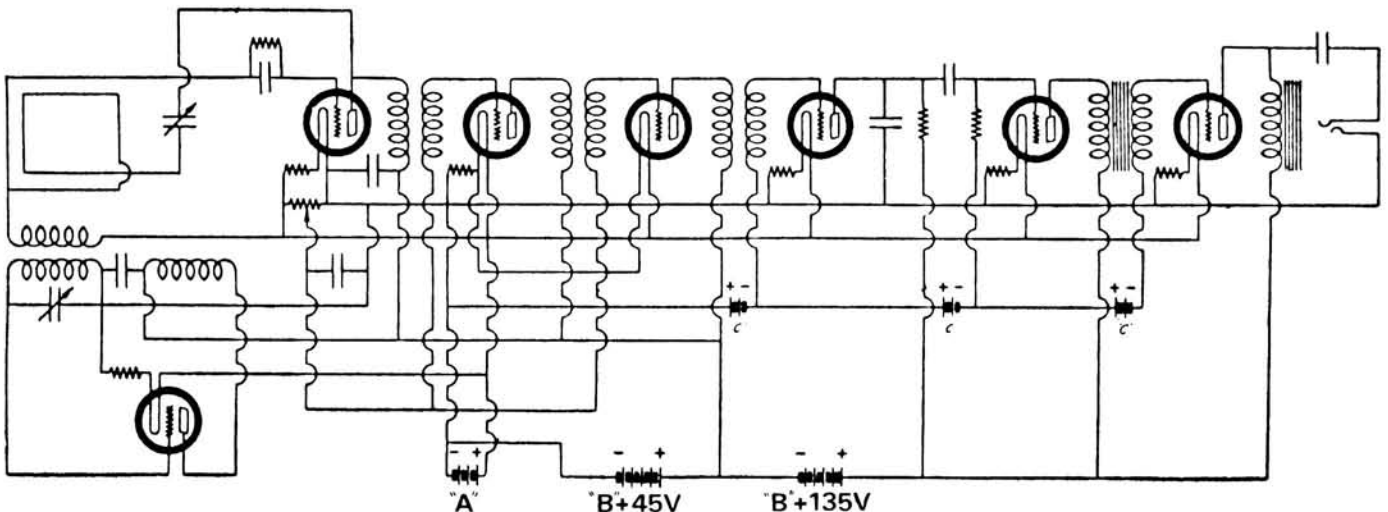 + -
C
+ -
C
+ -
"C"
- +
"A"
- +
"B"+45V
- +
"B"+135V